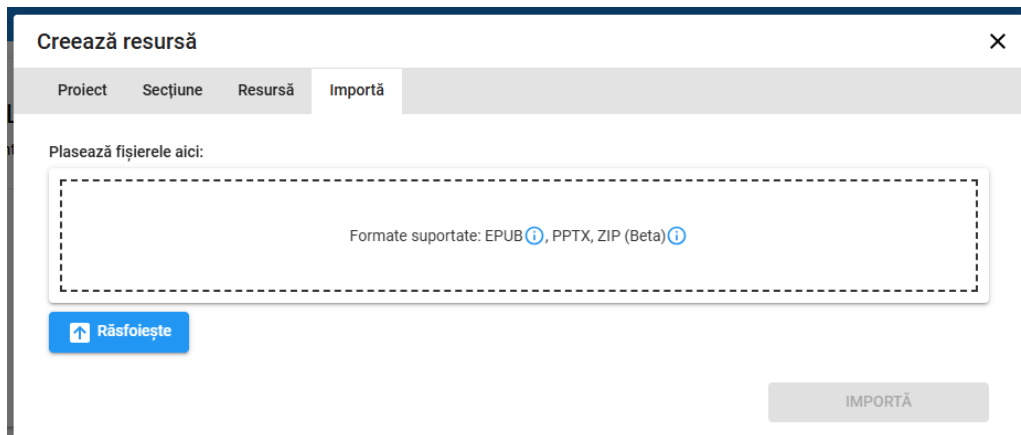 Creează resursă
Proiect Secțiune Resursă Importă
Plasează fișierele aici:
Formate suportate: EPUB, PPTX, ZIP (Beta)
Răsfoiește
IMPORTĂ